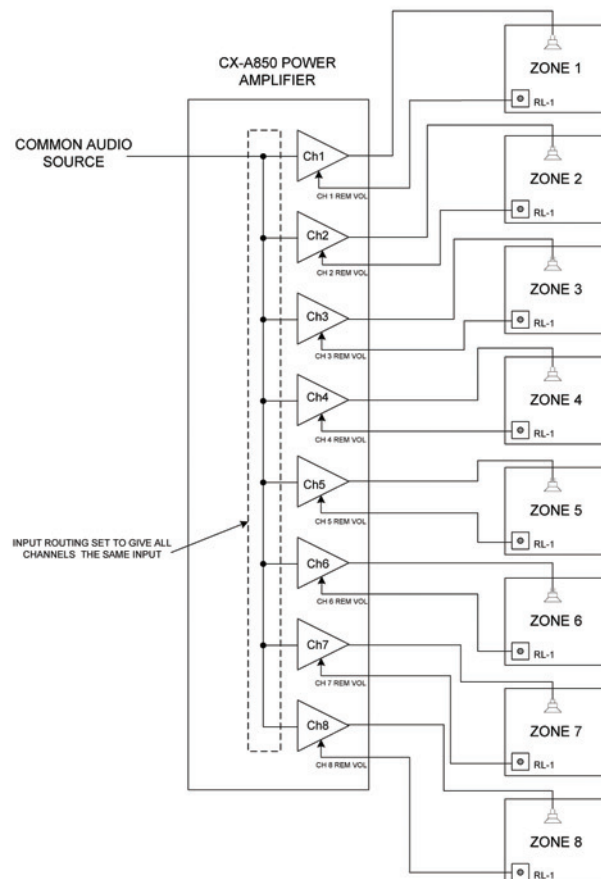 CX-A850 POWER
AMPLIFIER
COMMON AUDIO
SOURCE
INPUT ROUTING SET TO GIVE ALL
CHANNELS THE SAME INPUT
Ch1
CH 1 REM VOL
Ch2
CH 2 REM VOL
Ch3
CH 3 REM VOL
Ch4
CH 4 REM VOL
Ch5
CH 5 REM VOL
Ch6
CH 6 REM VOL
Ch7
CH 7 REM VOL
Ch8
CH 8 REM VOL
ZONE 1
RL-1
ZONE 2
RL-1
ZONE 3
RL-1
ZONE 4
RL-1
ZONE 5
RL-1
ZONE 6
RL-1
ZONE 7
RL-1
ZONE 8
RL-1